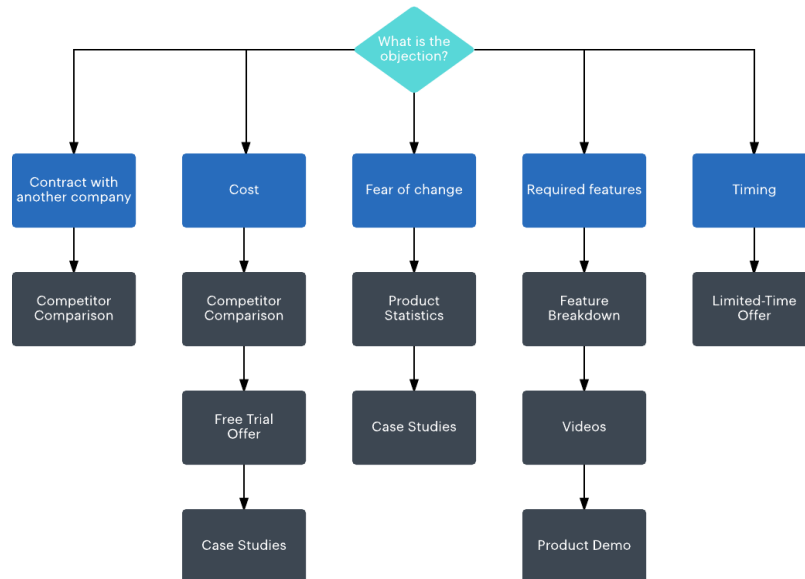 What is the
objection?
Contract with
another company
Cost
Fear of change
Required features
Timing
Competitor
Comparison
Competitor
Comparison
Product
Statistics
Feature
Breakdown
Limited-Time
Offer
Free Trial
Offer
Case Studies
Videos
Case Studies
Product Demo